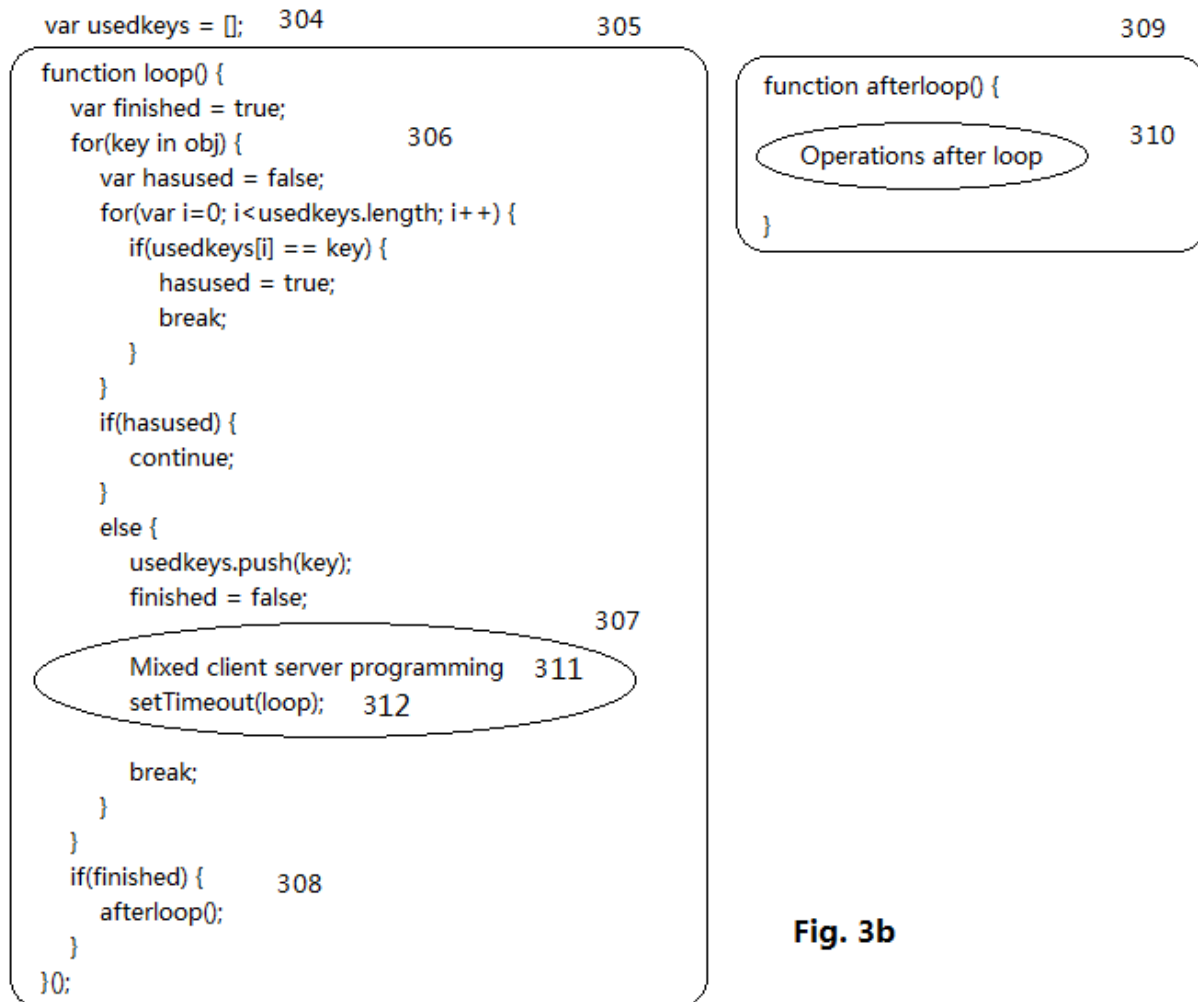 var usedkeys = []; 304
305
function loop() {
var finished = true;
for(key in obj) { 306
var hasused = false;
for(var i=0; i<usedkeys.length; i++) {
if(usedkeys[i] == key) {
hasused = true;
break;
}
}
if(hasused) {
continue;
}
else {
usedkeys.push(key);
finished = false;
307
Mixed client server programming 311
setTimeout(loop); 312
break;
}
}
if(finished) { 308
afterloop();
}
}();
309
function afterloop() {
310
Operations after loop
}
Fig. 3b